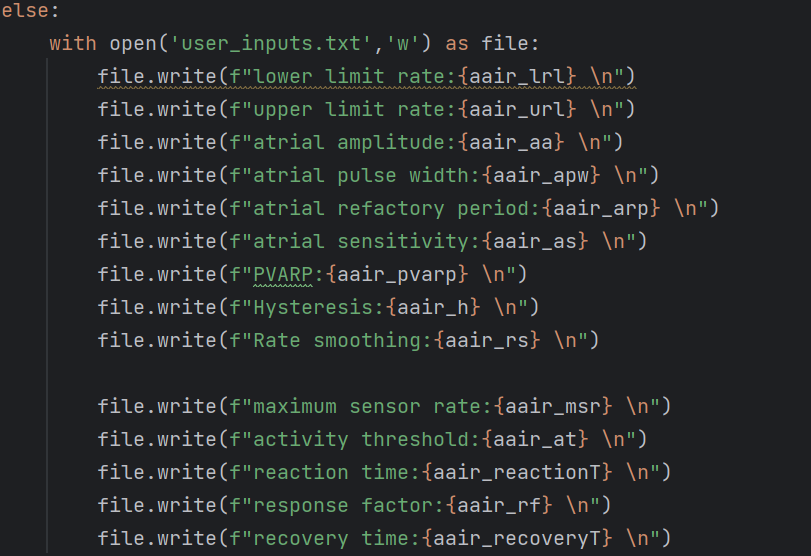 else:
    with open('user_inputs.txt','w') as file:
        file.write(f"lower limit rate:{aair_lrl} \n")
        file.write(f"upper limit rate:{aair_url} \n")
        file.write(f"atrial amplitude:{aair_aa} \n")
        file.write(f"atrial pulse width:{aair_apw} \n")
        file.write(f"atrial refactory period:{aair_arp} \n")
        file.write(f"atrial sensitivity:{aair_as} \n")
        file.write(f"PVARP:{aair_pvarp} \n")
        file.write(f"Hysteresis:{aair_h} \n")
        file.write(f"Rate smoothing:{aair_rs} \n")
        file.write(f"maximum sensor rate:{aair_msr} \n")
        file.write(f"activity threshold:{aair_at} \n")
        file.write(f"reaction time:{aair_reactionT} \n")
        file.write(f"response factor:{aair_rf} \n")
        file.write(f"recovery time:{aair_recoveryT} \n")